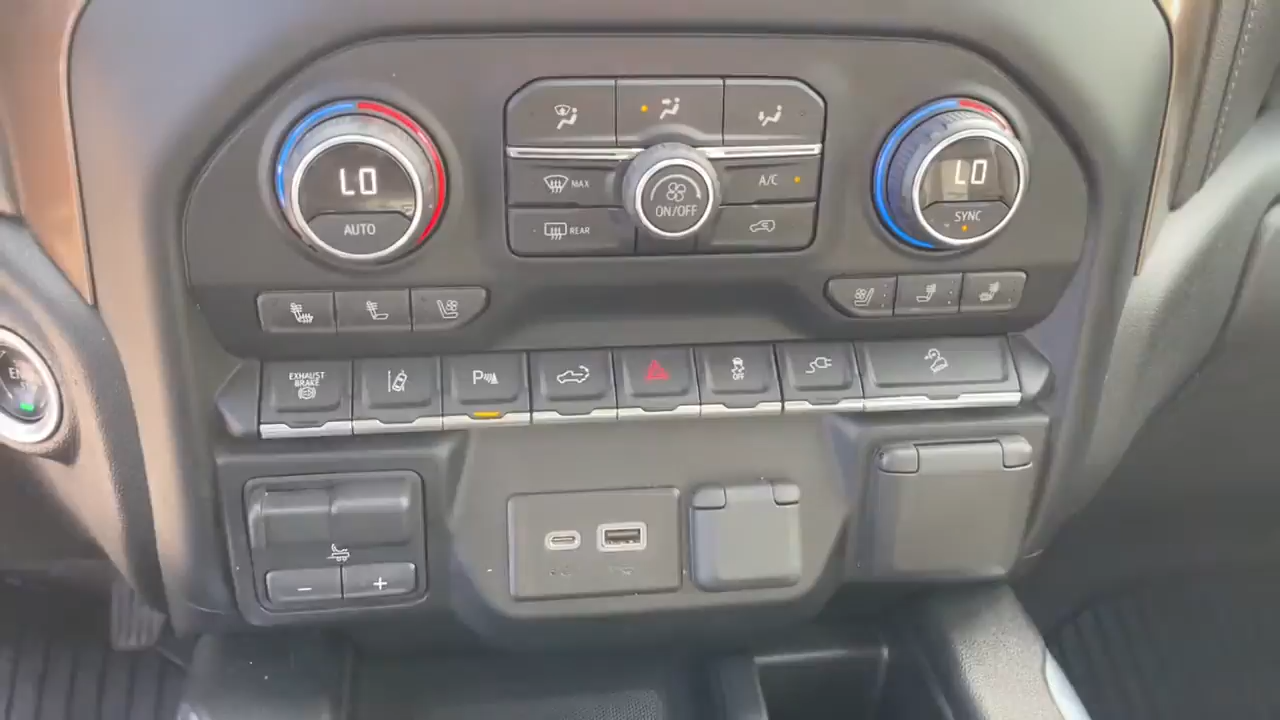 LO
AUTO
MAX
REAR
ON/OFF
A/C
LO
SYNC
EXHAUST
BRAKE
P
OFF
- +